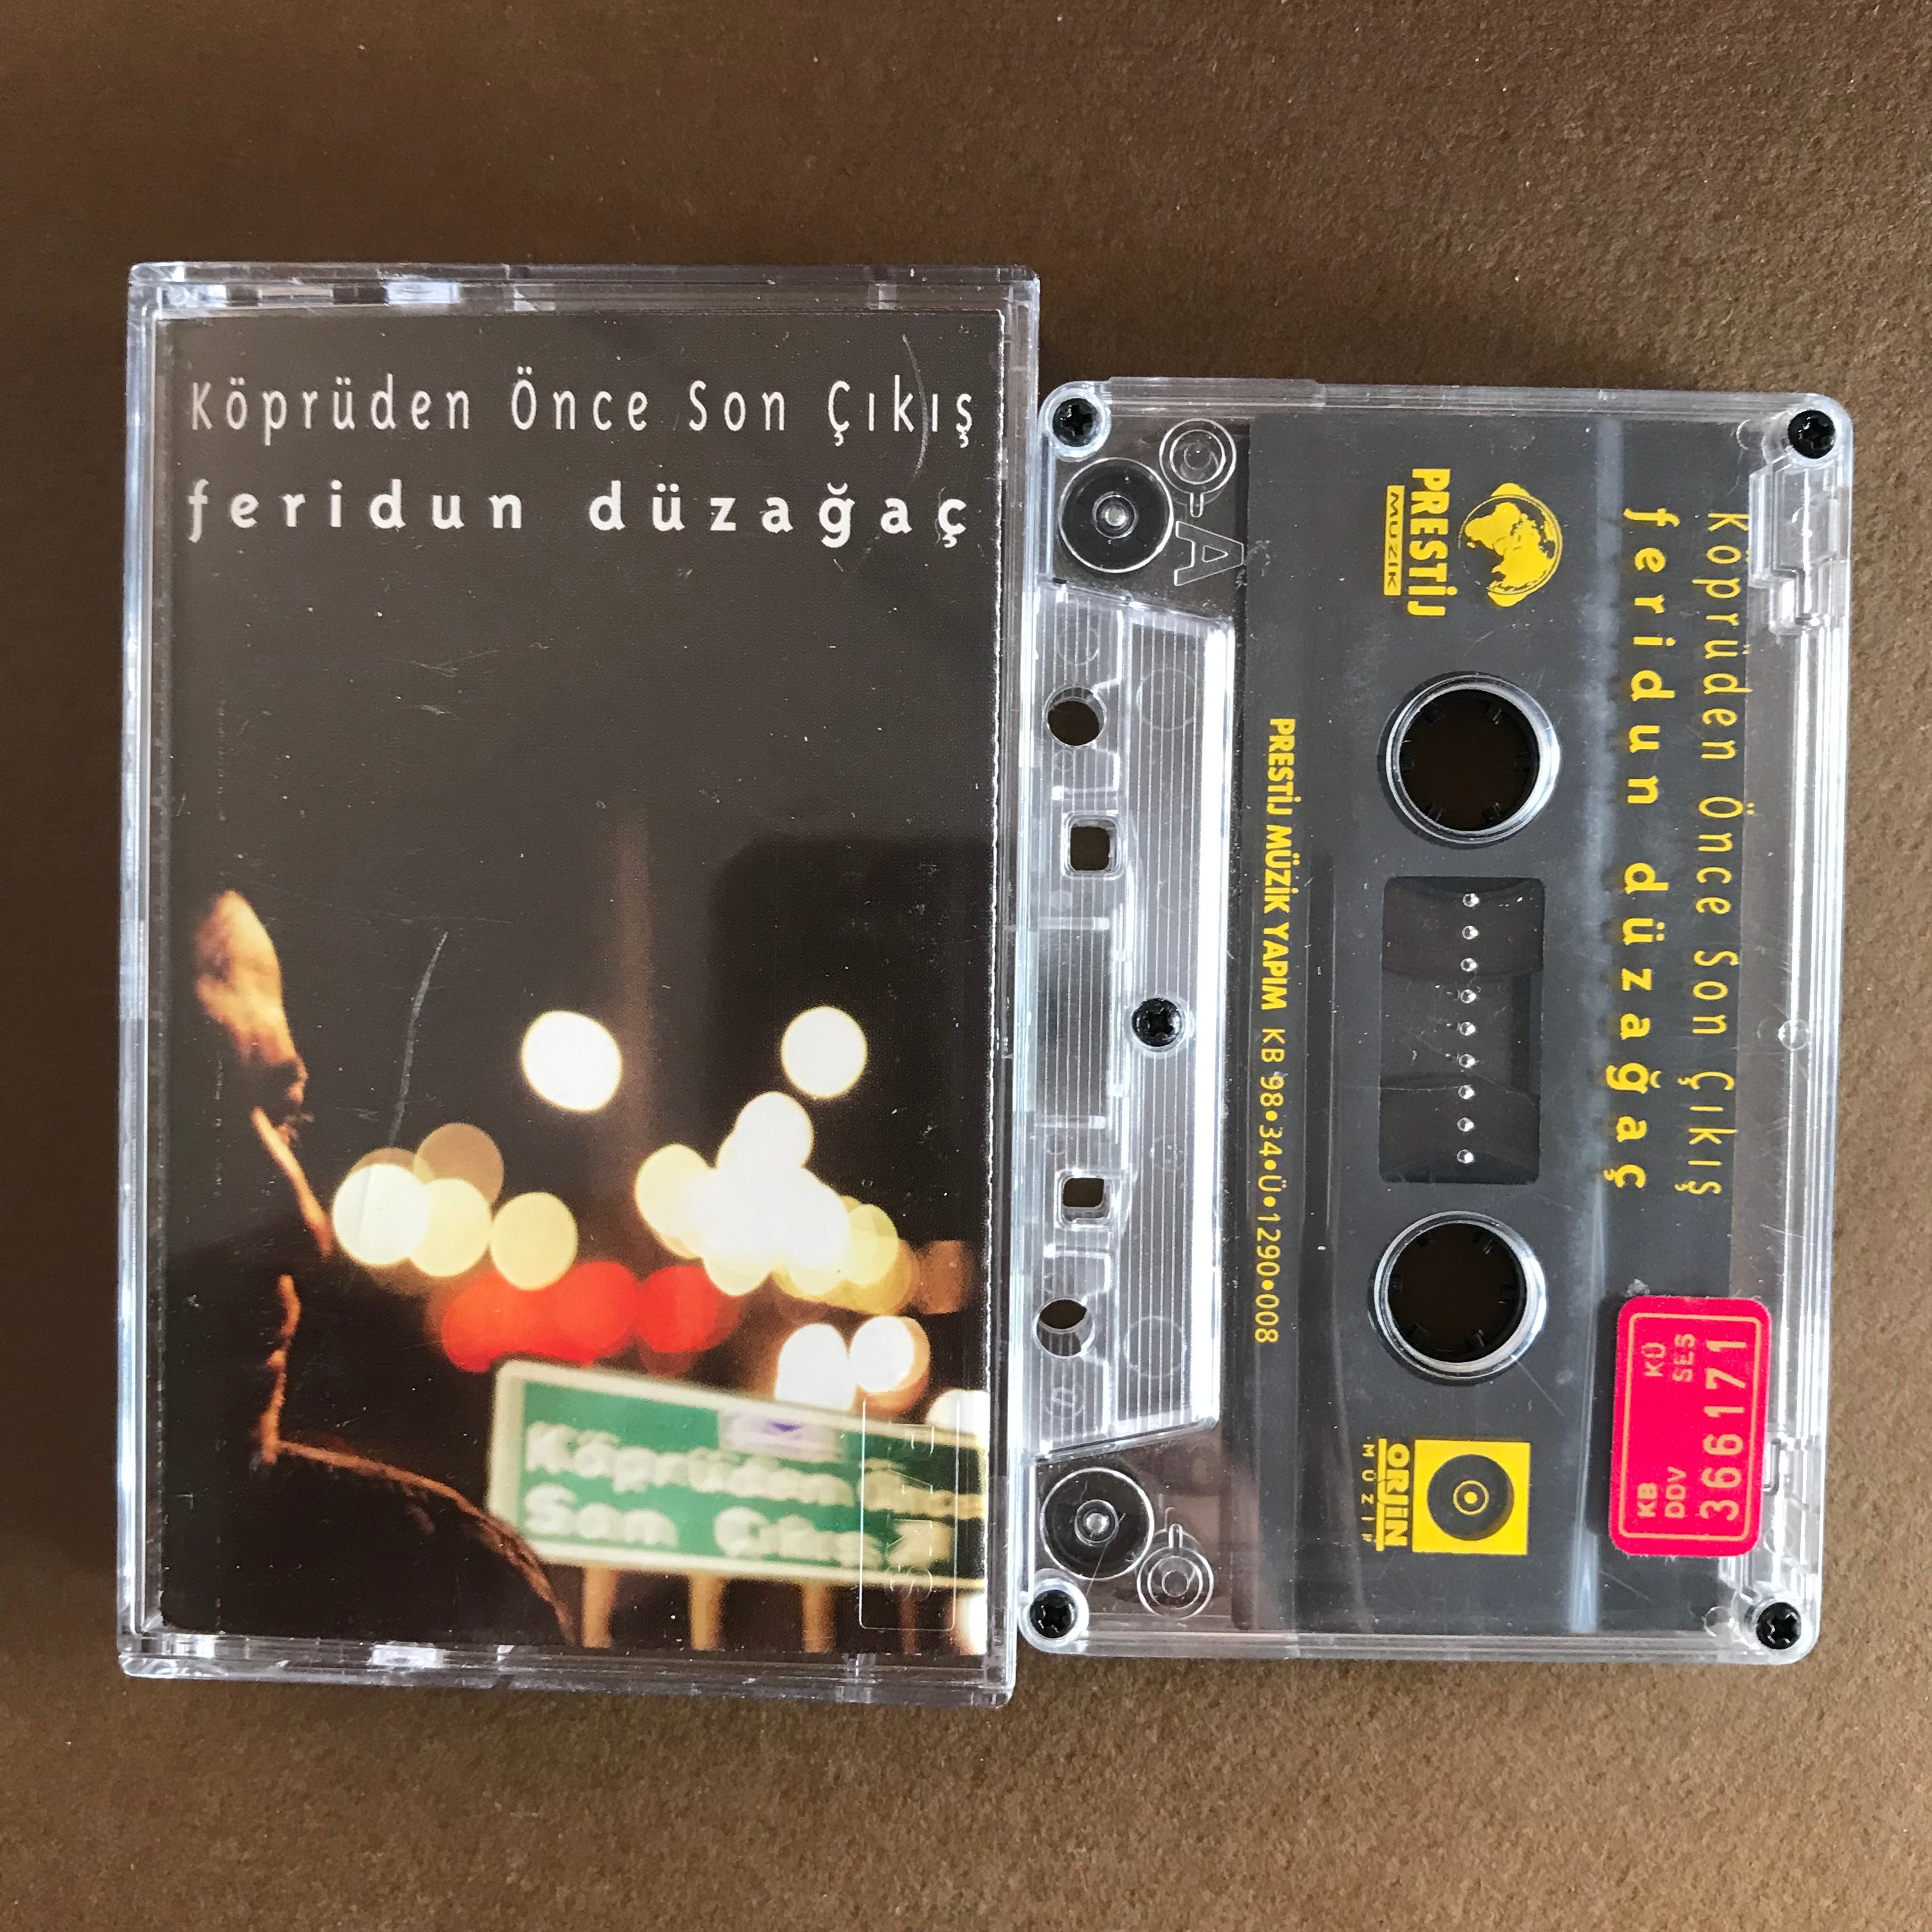 Köprüden Önce Son Çıkış
feridun düzağaç
Köprüden Önce
Son Çıkış
SUMS
A
PRESTİJ
MÜZİK
Köprüden Önce Son Çıkış
feridun düzağaç
PRESTİJ MÜZİK YAPIM KB 98•34•Ü•1290•008
ORJİN
MÜZİK
KB KÜ
DDV SES
366171